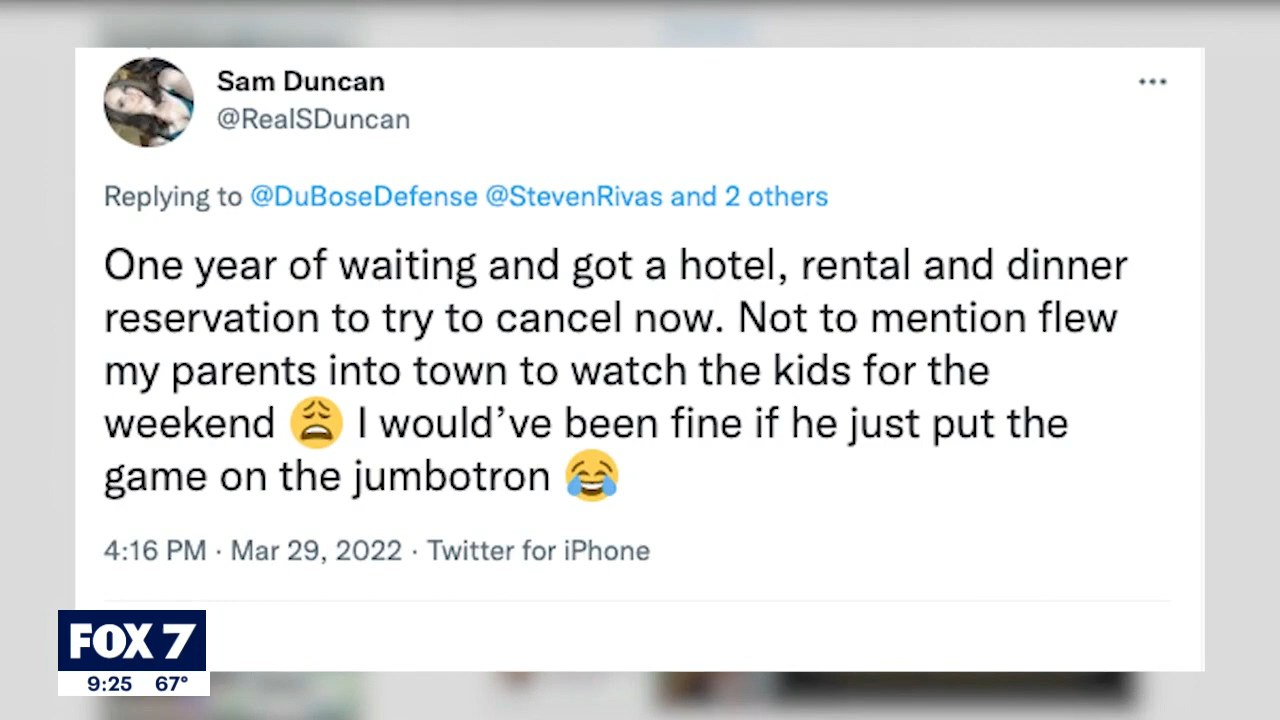 Sam Duncan
@RealSDuncan
Replying to @DuBoseDefense @StevenRivas and 2 others
One year of waiting and got a hotel, rental and dinner
reservation to try to cancel now. Not to mention flew
my parents into town to watch the kids for the
weekend 😩 I would’ve been fine if he just put the
game on the jumbotron 😂
4:16 PM · Mar 29, 2022 · Twitter for iPhone
FOX 7
9:25 67°